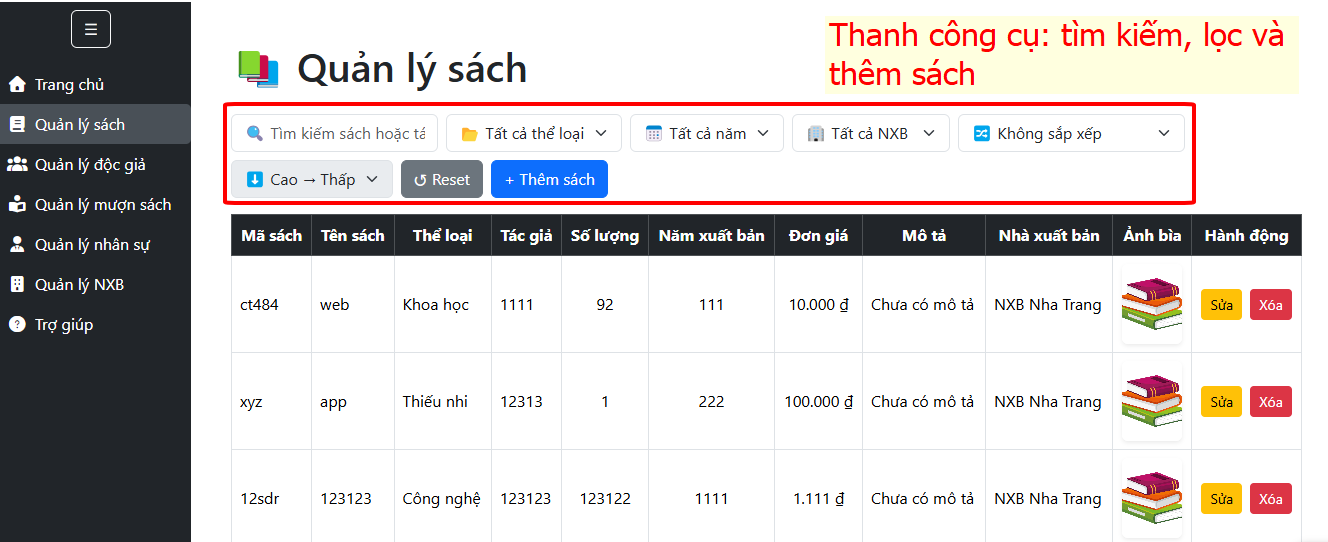 ☰
Trang chủ
Quản lý sách
Quản lý độc giả
Quản lý mượn sách
Quản lý nhân sự
Quản lý NXB
Trợ giúp
Thanh công cụ: tìm kiếm, lọc và
thêm sách
Quản lý sách
Tìm kiếm sách hoặc tá
Tất cả thể loại
Tất cả năm
Tất cả NXB
Không sắp xếp
Cao → Thấp
↺ Reset
+ Thêm sách
Mã sách Tên sách Thể loại Tác giả Số lượng Năm xuất bản Đơn giá Mô tả Nhà xuất bản Ảnh bìa Hành động
ct484 web Khoa học 1111 92 111 10.000 ₫ Chưa có mô tả NXB Nha Trang Sửa Xóa
xyz app Thiếu nhi 12313 1 222 100.000 ₫ Chưa có mô tả NXB Nha Trang Sửa Xóa
12sdr 123123 Công nghệ 123123 123122 1111 1.111 ₫ Chưa có mô tả NXB Nha Trang Sửa Xóa